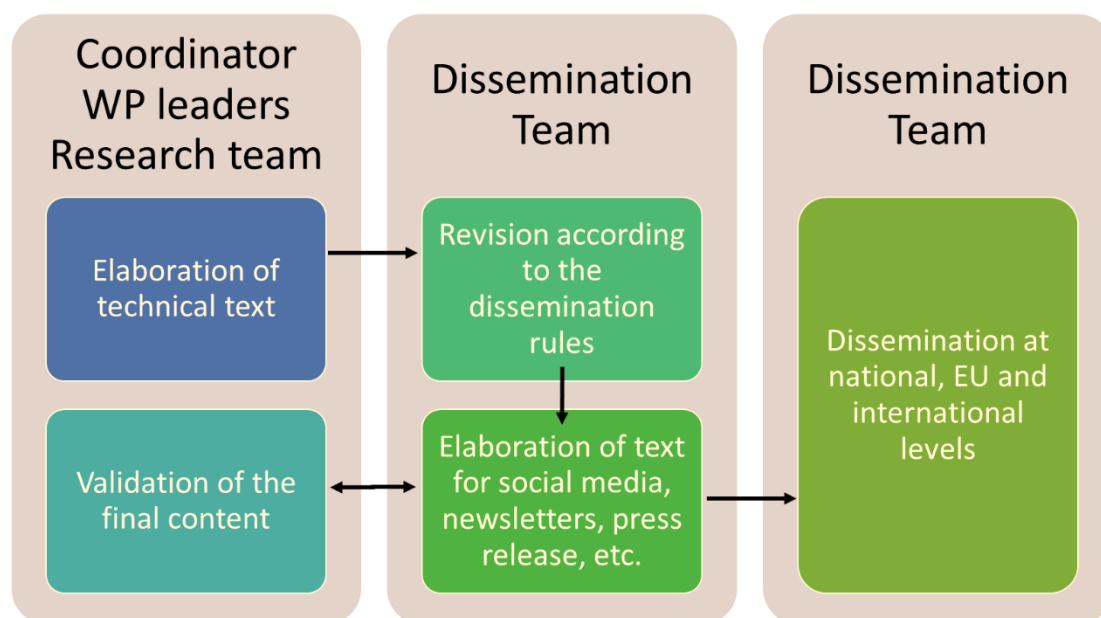 Coordinator
WP leaders
Research team
Elaboration of
technical text
Validation of the
final content
Dissemination
Team
Revision according
to the
dissemination
rules
Elaboration of text
for social media,
newsletters, press
release, etc.
Dissemination
Team
Dissemination at
national, EU and
international
levels